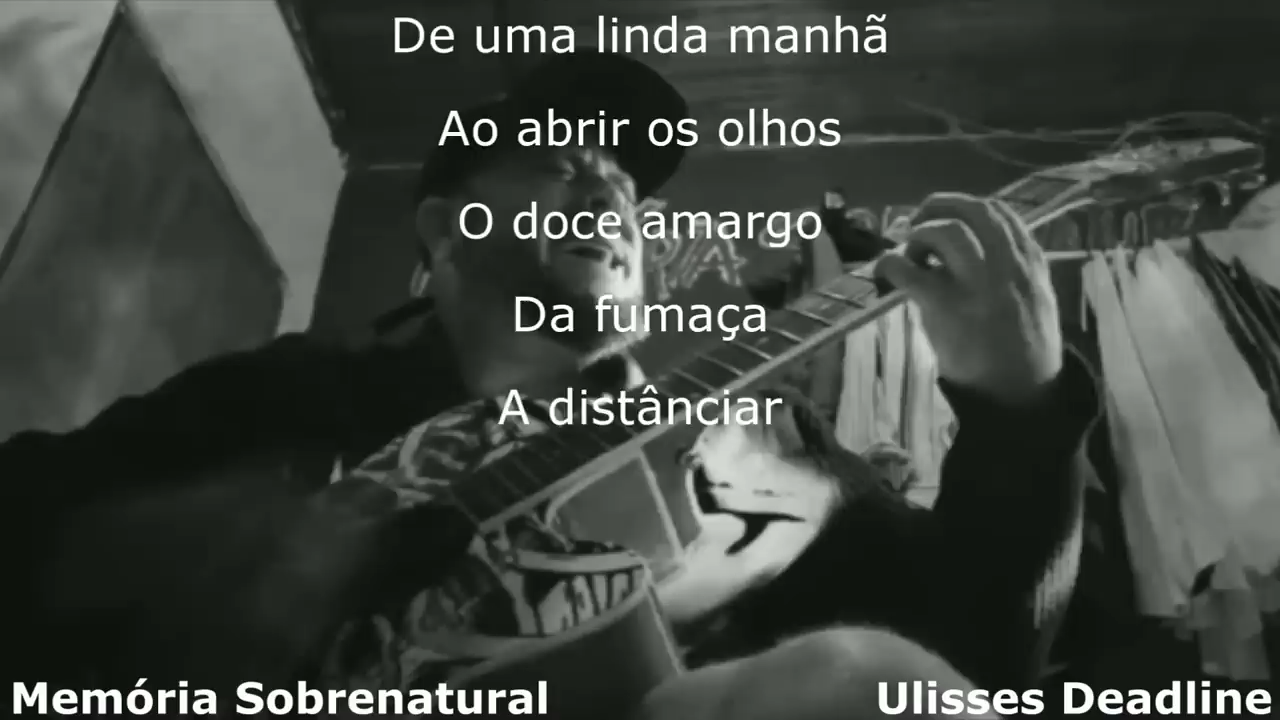 De uma linda manhã
Ao abrir os olhos
O doce amargo
Da fumaça
A distânciar
Memória Sobrenatural
Ulisses Deadline